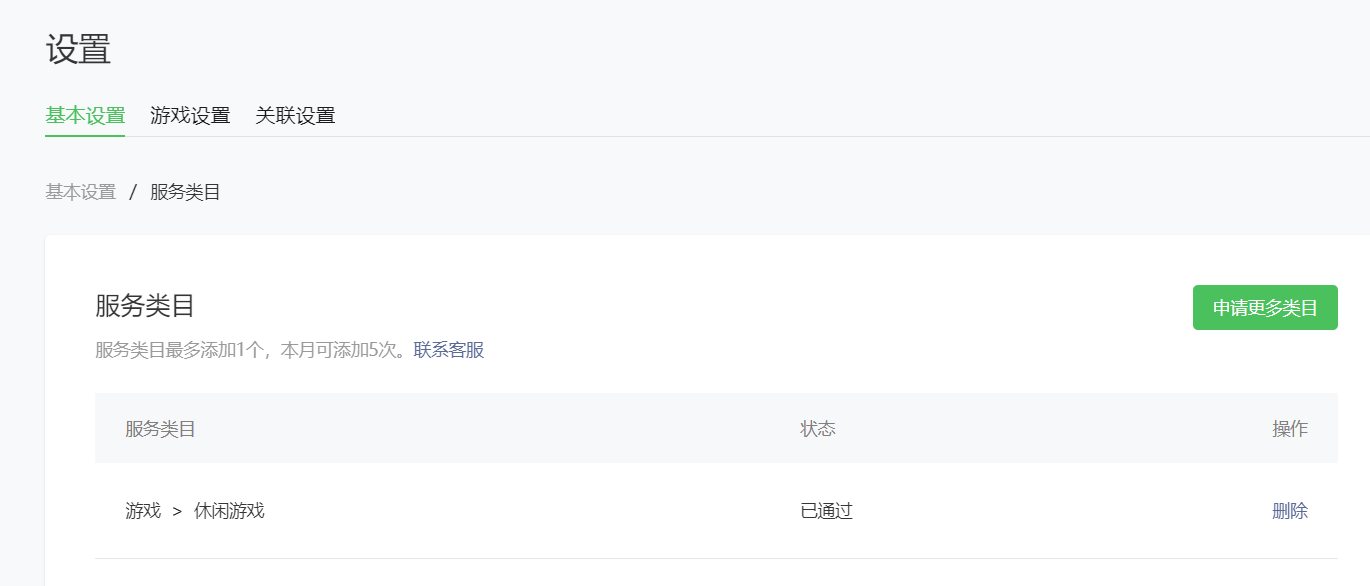 设置
基本设置 游戏设置 关联设置
基本设置 / 服务类目
服务类目
申请更多类目
服务类目最多添加1个，本月可添加5次。联系客服
服务类目 状态 操作
游戏 > 休闲游戏 已通过 删除